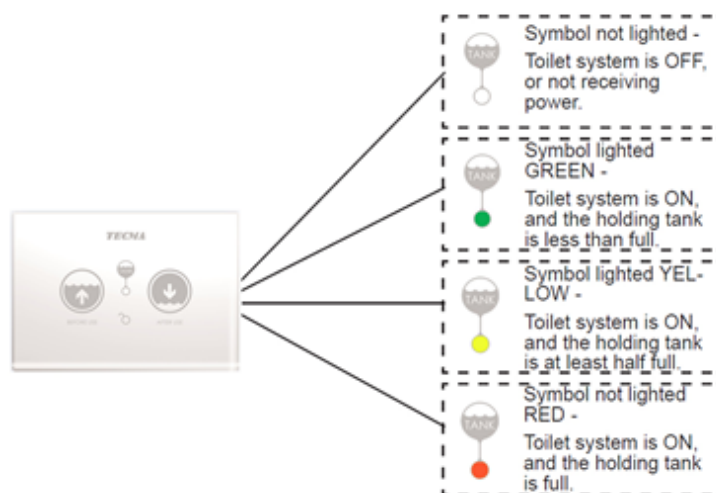 TECMA
TANK
Symbol not lighted -
Toilet system is OFF,
or not receiving
power.
TANK
Symbol lighted
GREEN -
Toilet system is ON,
and the holding tank
is less than full.
TANK
Symbol lighted YEL-
LOW -
Toilet system is ON,
and the holding tank
is at least half full.
TANK
Symbol not lighted
RED -
Toilet system is ON,
and the holding tank
is full.